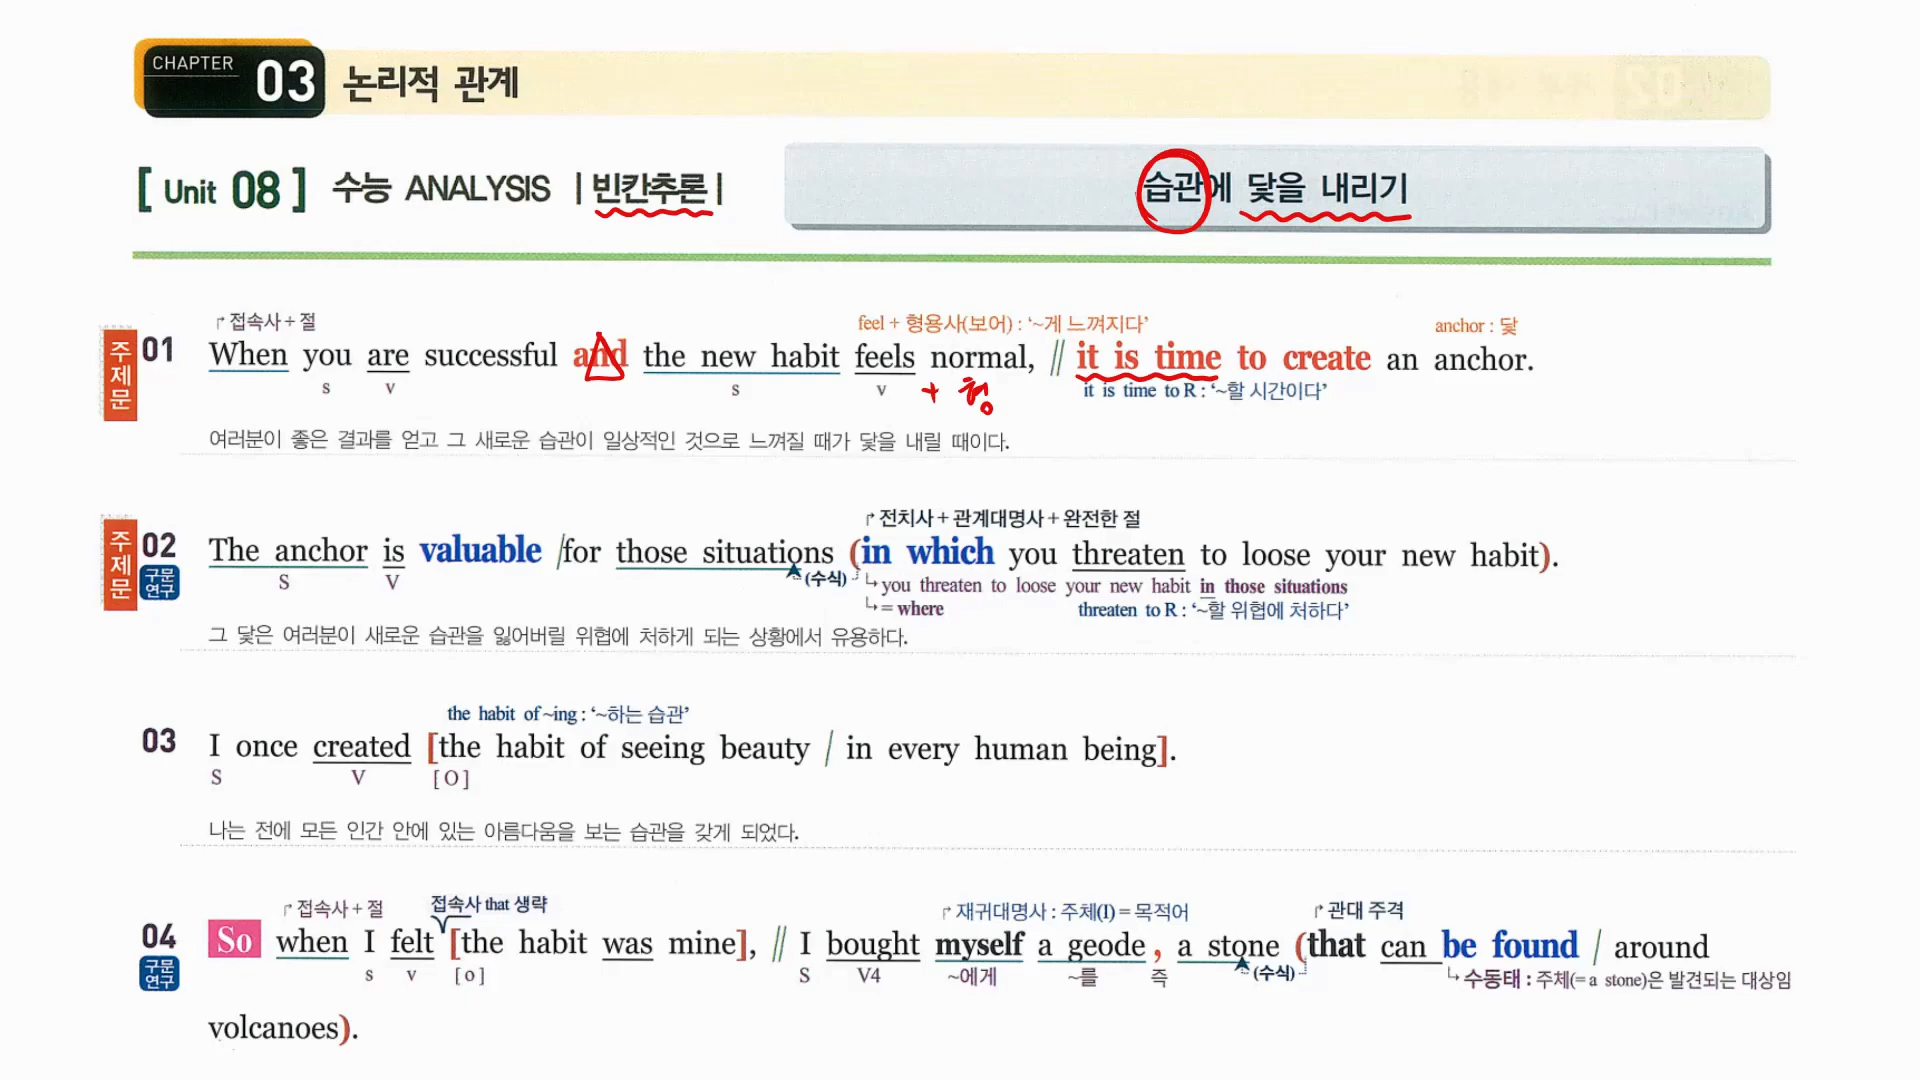 CHAPTER 03 논리적 관계
[ Unit 08 ] 수능 ANALYSIS | 빈칸추론 |
습관에 닻을 내리기
┌ 접속사 + 절
feel + 형용사(보어) : ‘~게 느껴지다’
anchor : 닻
주제문 01 When you are successful and the new habit feels normal, // it is time to create an anchor.
s v s v + 형 it is time to R : ‘~할 시간이다’
여러분이 좋은 결과를 얻고 그 새로운 습관이 일상적인 것으로 느껴질 때가 닻을 내릴 때이다.
┌ 전치사 + 관계대명사 + 완전한 절
주제문 02 구문연구 The anchor is valuable / for those situations (in which you threaten to loose your new habit).
S V (수식) └ you threaten to loose your new habit in those situations
└ = where threaten to R : ‘~할 위협에 처하다’
그 닻은 여러분이 새로운 습관을 잃어버릴 위협에 처하게 되는 상황에서 유용하다.
the habit of ~ing : ‘~하는 습관’
03 I once created [the habit of seeing beauty / in every human being].
S V [ O ]
나는 전에 모든 인간 안에 있는 아름다움을 보는 습관을 갖게 되었다.
┌ 접속사 + 절 접속사 that 생략 ┌ 재귀대명사 : 주체(I) = 목적어 ┌ 관대 주격
04 구문연구 So when I felt [the habit was mine], // I bought myself a geode , a stone (that can be found / around
s v [ o ] S V4 ~에게 ~를 즉 (수식) └ 수동태 : 주체(= a stone)은 발견되는 대상임
volcanoes).